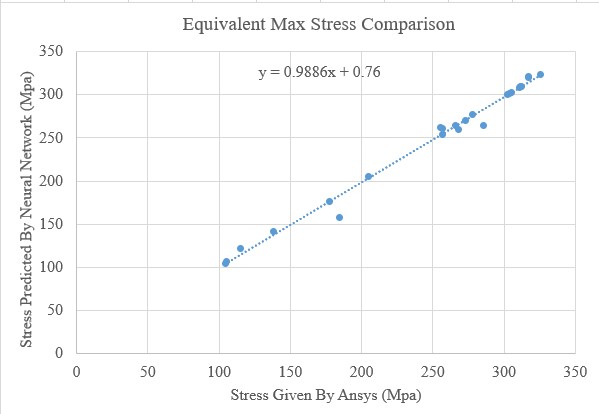 Equivalent Max Stress Comparison
y = 0.9886x + 0.76
Stress Predicted By Neural Network (Mpa)
350
300
250
200
150
100
50
0
0 50 100 150 200 250 300 350
Stress Given By Ansys (Mpa)